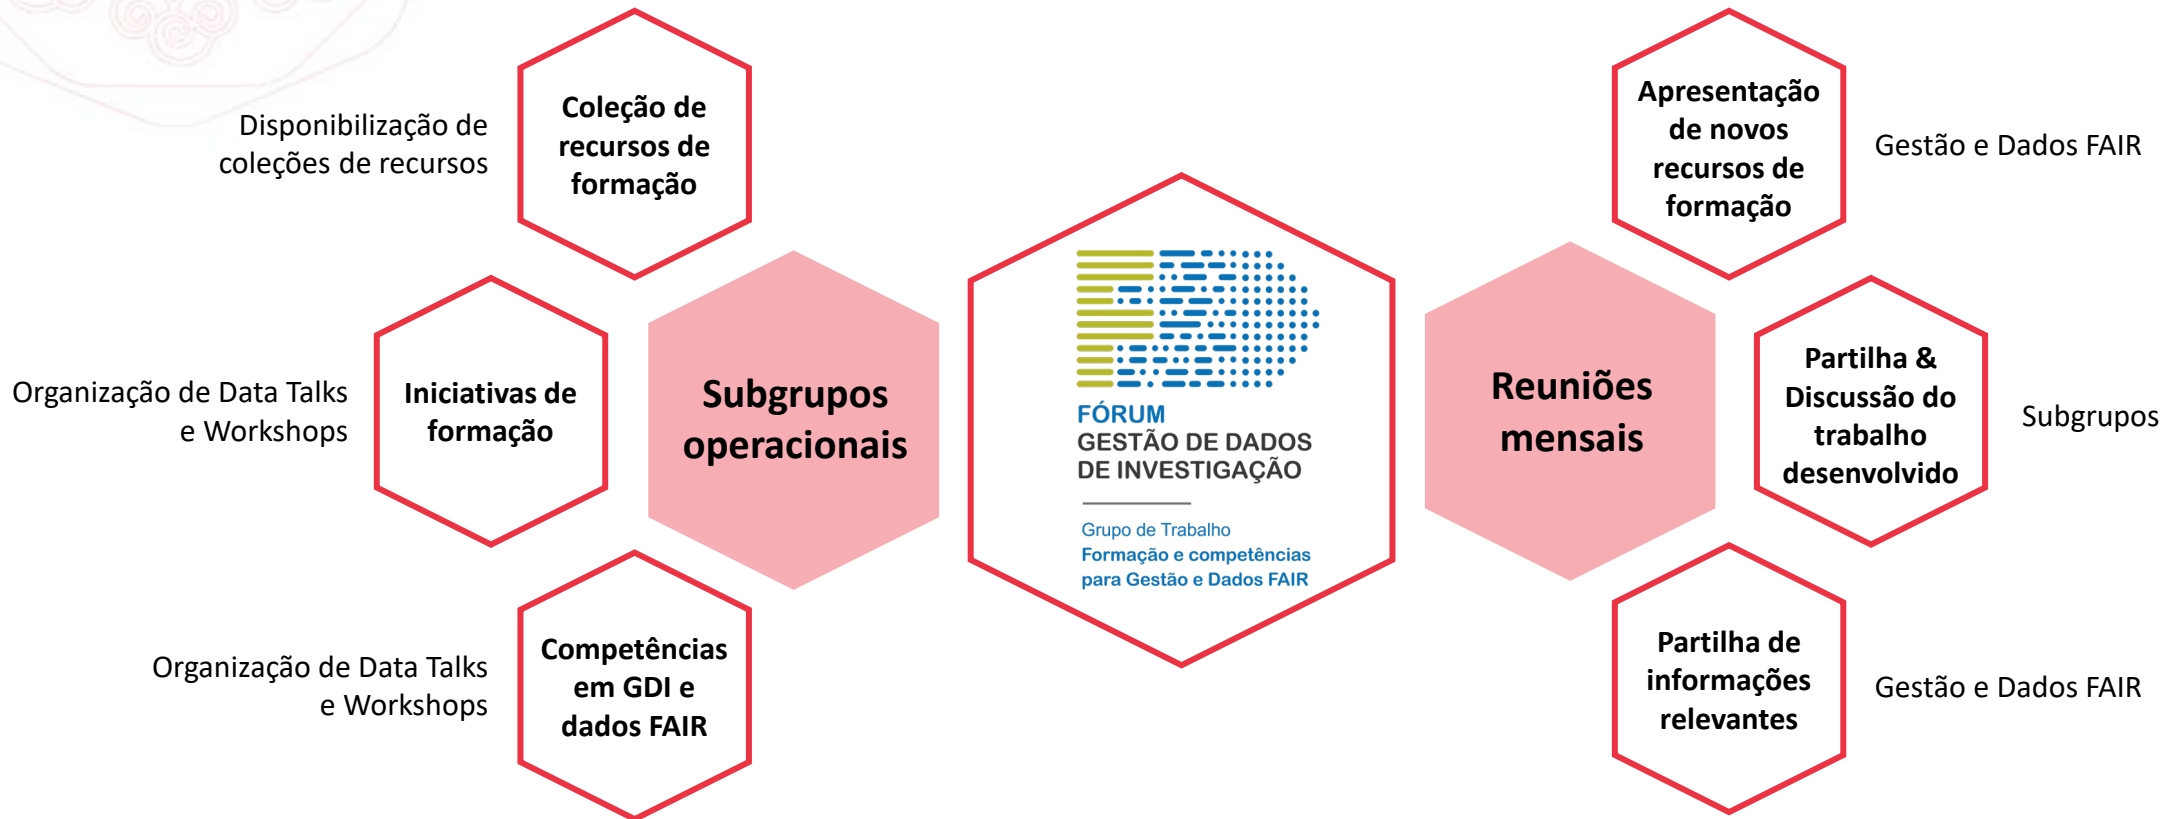 Disponibilização de
coleções de recursos
Coleção de
recursos de
formação
Organização de Data Talks
e Workshops
Iniciativas de
formação
Organização de Data Talks
e Workshops
Competências
em GDI e
dados FAIR
Subgrupos
operacionais
FÓRUM
GESTÃO DE DADOS
DE INVESTIGAÇÃO
Grupo de Trabalho
Formação e competências
para Gestão e Dados FAIR
Reuniões
mensais
Apresentação
de novos
recursos de
formação
Gestão e Dados FAIR
Partilha &
Discussão do
trabalho
desenvolvido
Subgrupos
Partilha de
informações
relevantes
Gestão e Dados FAIR